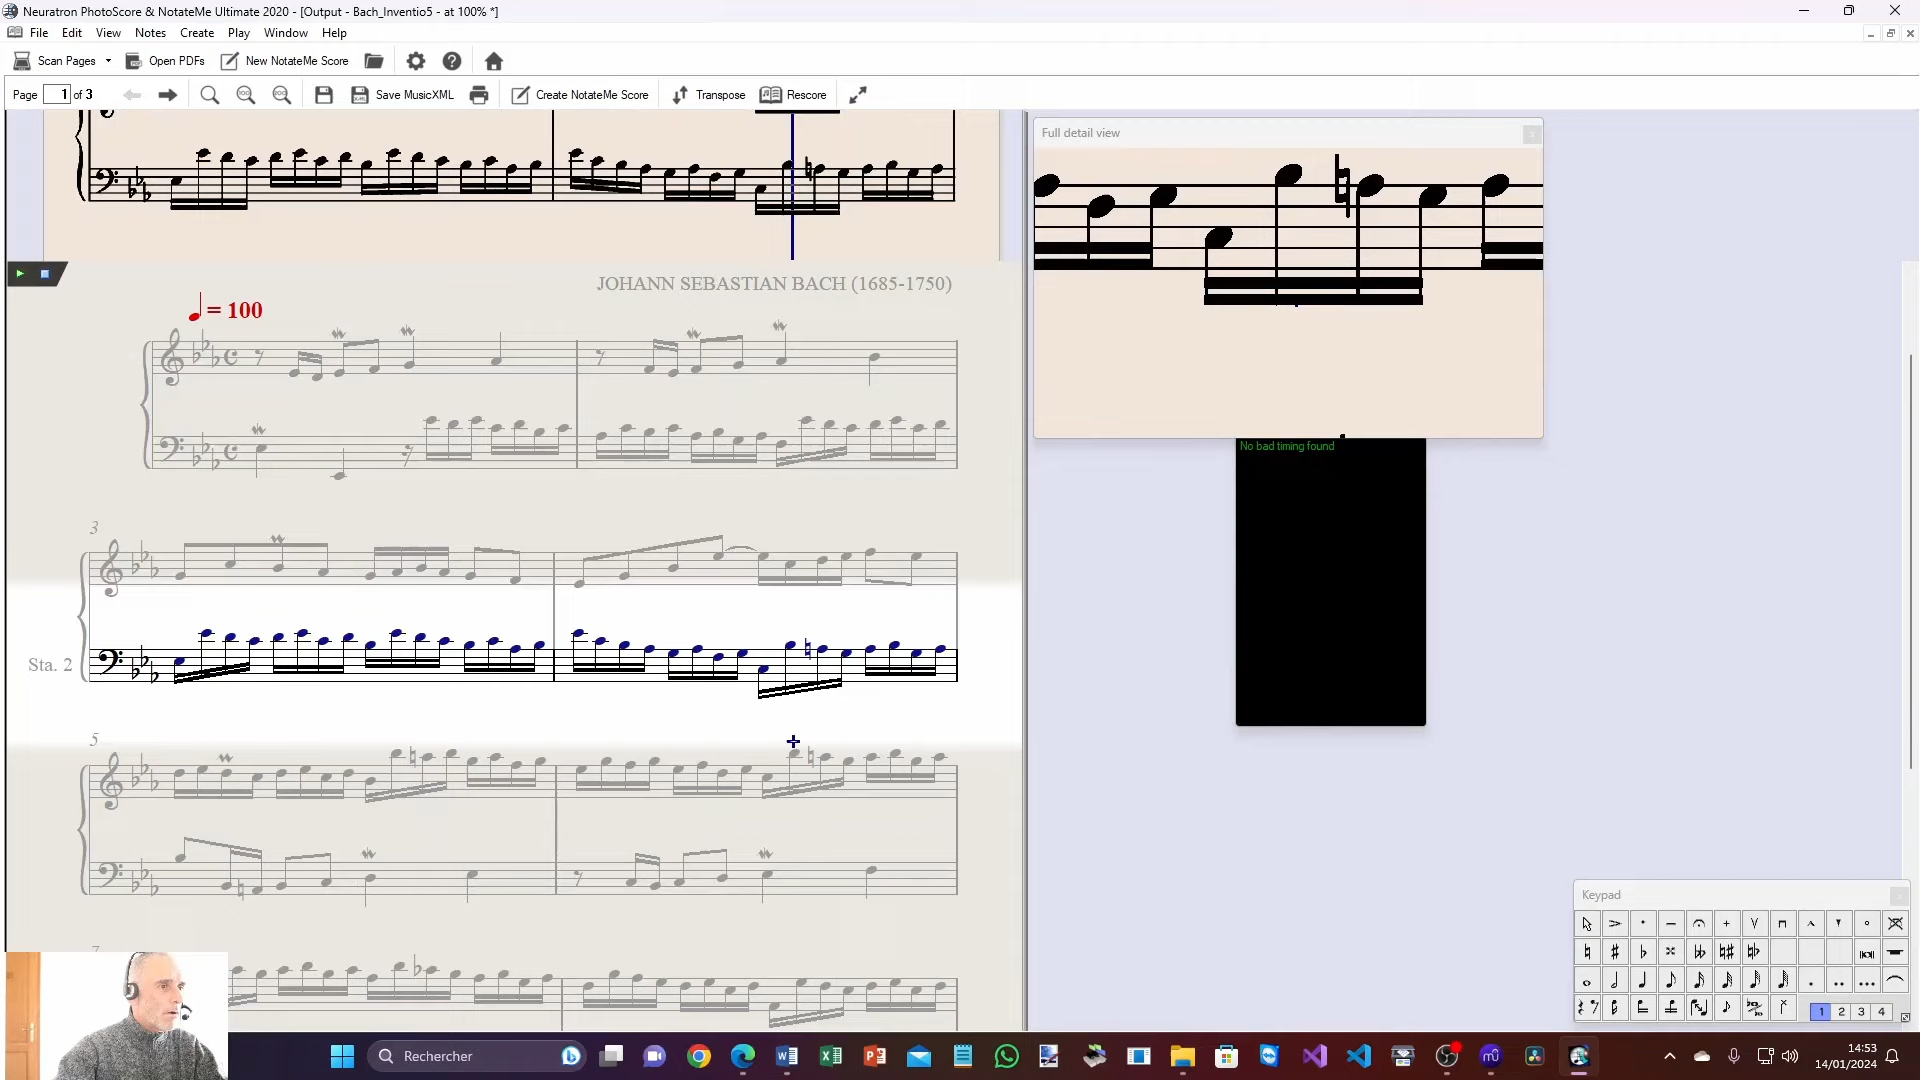 Neuratron PhotoScore & NotateMe Ultimate 2020 - [Output - Bach_Inventio5 - at 100% *]
File Edit View Notes Create Play Window Help
Scan Pages Open PDFs New NotateMe Score
Page 1 of 3 Save MusicXML Create NotateMe Score Transpose Rescore
Full detail view
JOHANN SEBASTIAN BACH (1685-1750)
= 100
No bad timing found
3
Sta. 2
5
7
Keypad
1 2 3 4
Rechercher
14:53
14/01/2024